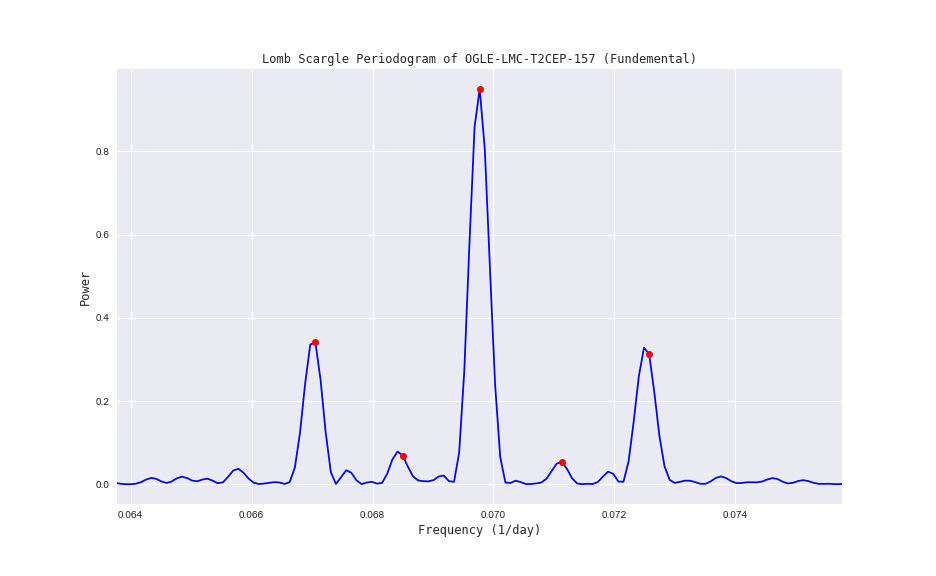 Lomb Scargle Periodogram of OGLE-LMC-T2CEP-157 (Fundemental)
0.8
0.6
0.4
0.2
0.0
Power
0.064 0.066 0.068 0.070 0.072 0.074
Frequency (1/day)